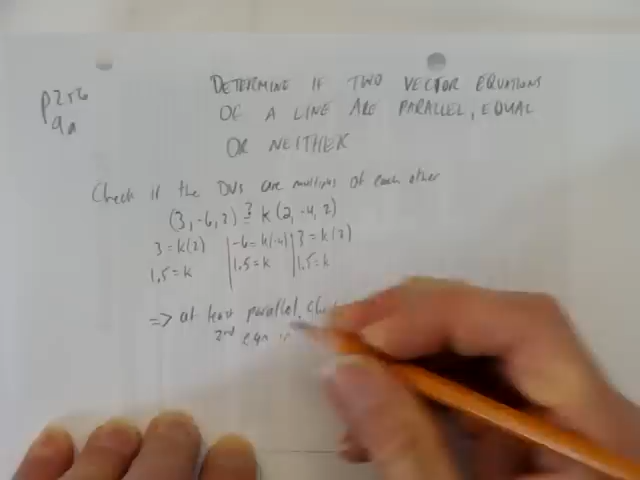 p256
9a
DETERMINE IF TWO VECTOR EQUATIONS
OF A LINE ARE PARALLEL, EQUAL
OR NEITHER
Check if the DVs are multiples of each other
(3, -6, 3) ?= k(2, -4, 2)
3 = k(2) | -6 = k(-4) | 3 = k(2)
1.5 = k | 1.5 = k | 1.5 = k
=> at least parallel.
2nd eqn